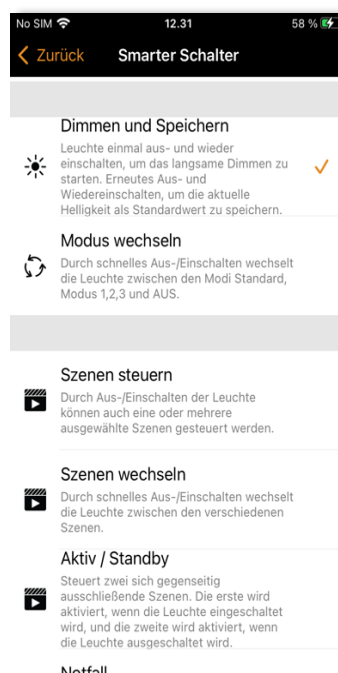 No SIM 12.31 58 %
Zurück Smarter Schalter
Dimmen und Speichern
Leuchte einmal aus- und wieder
einschalten, um das langsame Dimmen zu
starten. Erneutes Aus- und
Wiedereinschalten, um die aktuelle
Helligkeit als Standardwert zu speichern.
Modus wechseln
Durch schnelles Aus-/Einschalten wechselt
die Leuchte zwischen den Modi Standard,
Modus 1,2,3 und AUS.
Szenen steuern
Durch Aus-/Einschalten der Leuchte
können auch eine oder mehrere
ausgewählte Szenen gesteuert werden.
Szenen wechseln
Durch schnelles Aus-/Einschalten wechselt
die Leuchte zwischen den verschiedenen
Szenen.
Aktiv / Standby
Steuert zwei sich gegenseitig
ausschließende Szenen. Die erste wird
aktiviert, wenn die Leuchte eingeschaltet
wird, und die zweite wird aktiviert, wenn
die Leuchte ausgeschaltet wird.
Notfall